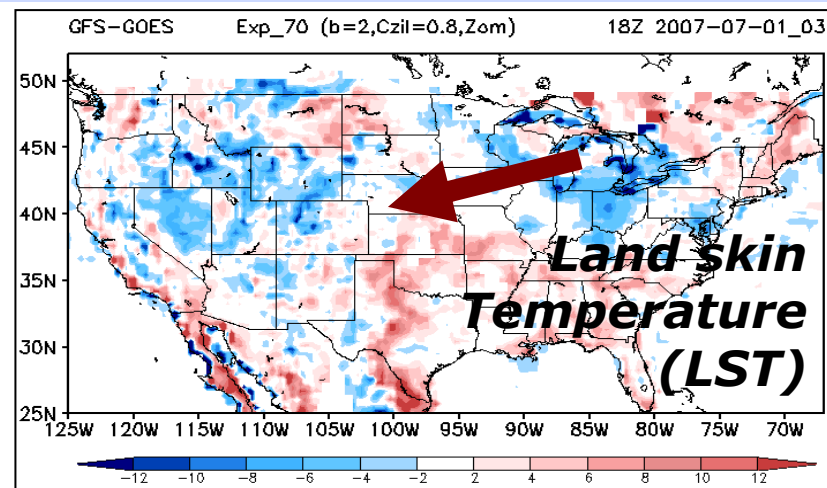 GFS-GOES Exp_70 (b=2,Czil=0.8,Zom) 18Z 2007-07-01_03
50N
45N
40N
35N
30N
25N
Land skin
Temperature
(LST)
125W 120W 115W 110W 105W 100W 95W 90W 85W 80W 75W 70W
-12 -10 -8 -6 -4 -2 2 4 6 8 10 12